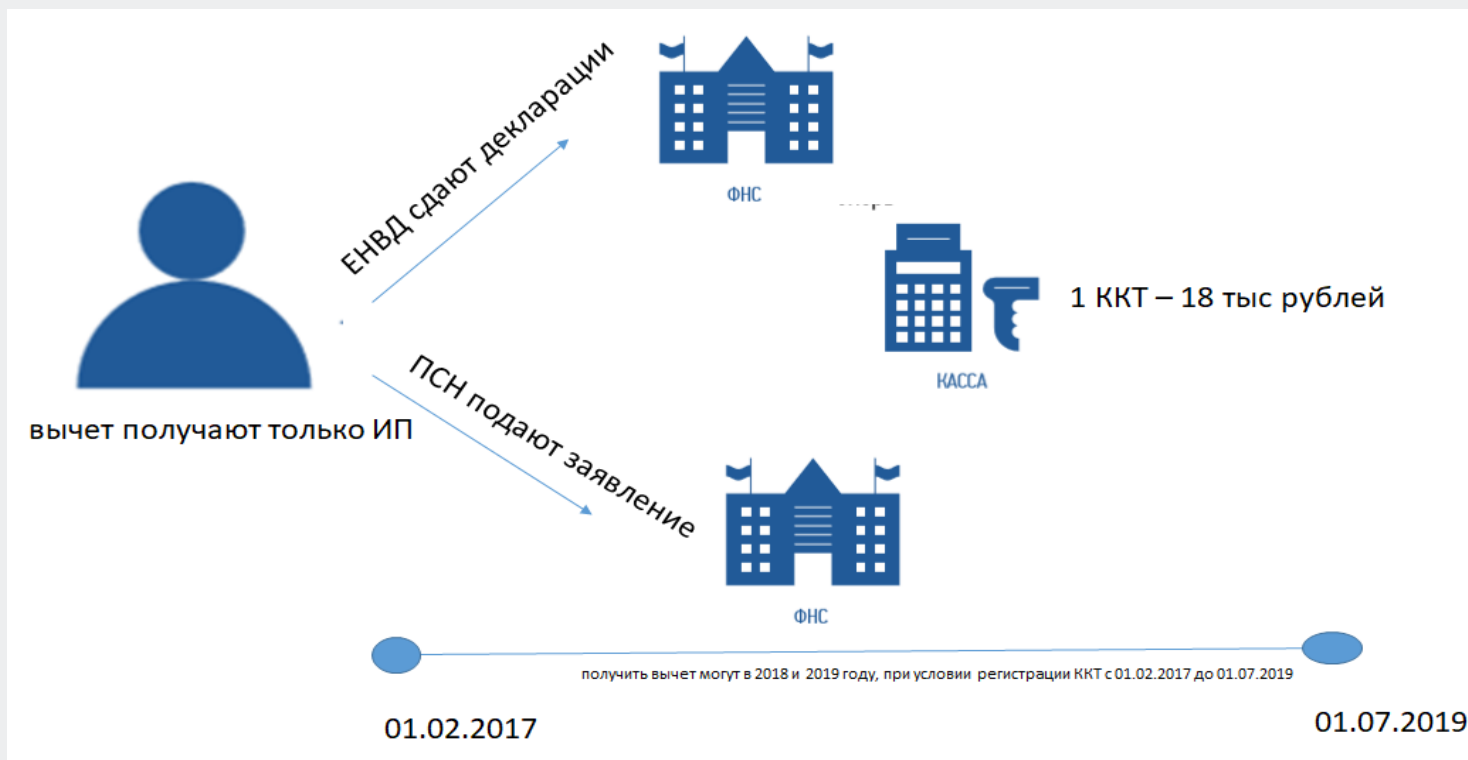 ЕНВД сдают декларации
ФНС
1 ККТ – 18 тыс рублей
КАССА
вычет получают только ИП
ПСН подают заявление
ФНС
получить вычет могут в 2018 и 2019 году, при условии регистрации ККТ с 01.02.2017 до 01.07.2019
01.02.2017
01.07.2019